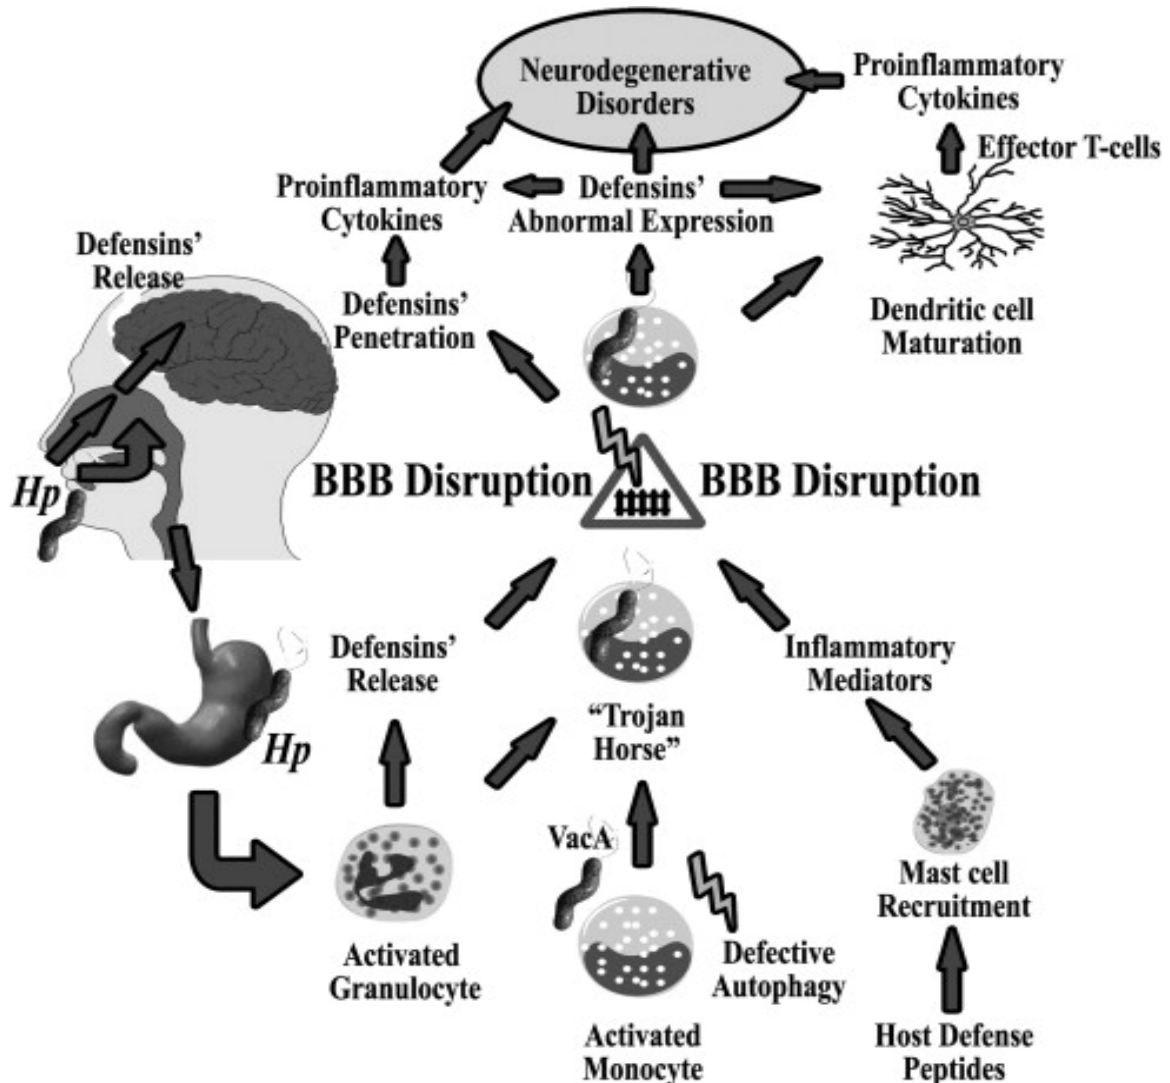 Neurodegenerative
Disorders
Proinflammatory
Cytokines
Effector T-cells
Proinflammatory
Cytokines
Defensins'
Abnormal Expression
Defensins'
Release
Defensins'
Penetration
Dendritic cell
Maturation
Hp
BBB Disruption
BBB Disruption
Defensins'
Release
Inflammatory
Mediators
"Trojan
Horse"
Hp
VacA
Mast cell
Recruitment
Activated
Granulocyte
Defective
Autophagy
Activated
Monocyte
Host Defense
Peptides